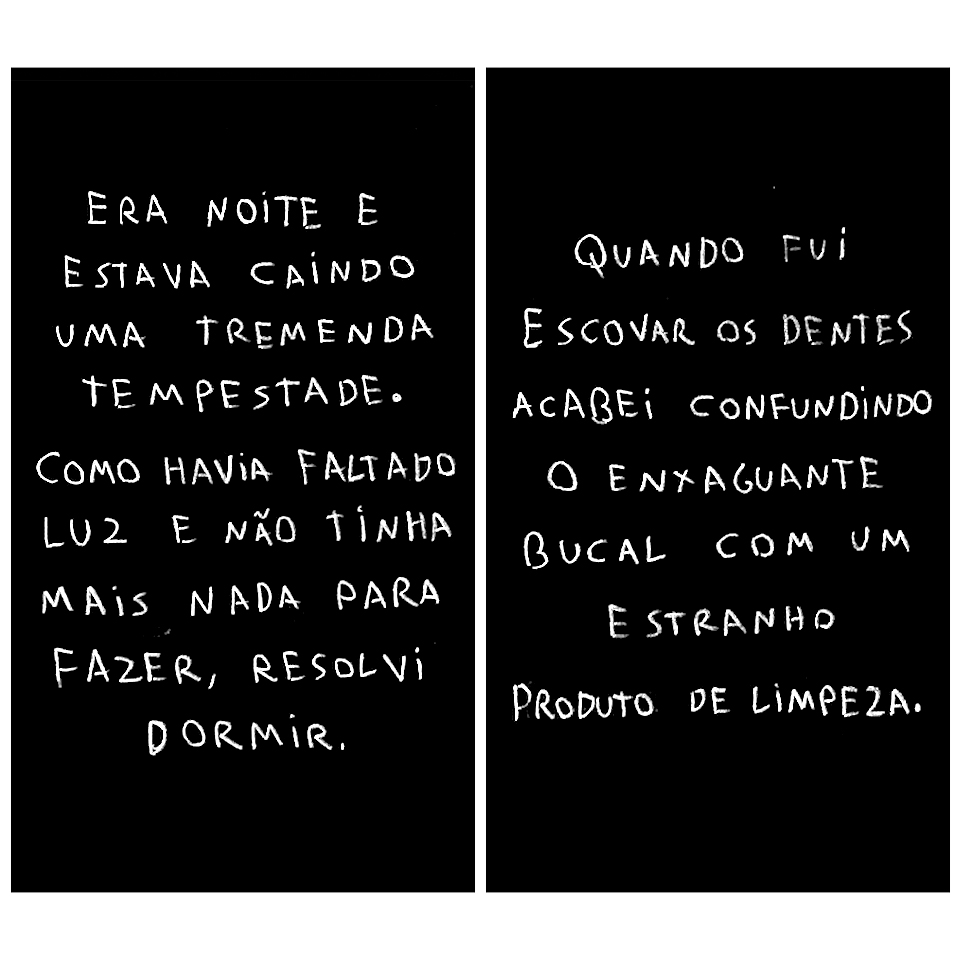 ERA NOITE E
ESTAVA CAINDO
UMA TREMENDA
TEMPESTADE.
COMO HAVIA FALTADO
LUZ E NÃO TINHA
MAIS NADA PARA
FAZER, RESOLVI
DORMIR.
QUANDO FUI
ESCOVAR OS DENTES
ACABEI CONFUNDINDO
O ENXAGUANTE
BUCAL COM UM
ESTRANHO
PRODUTO DE LIMPEZA.